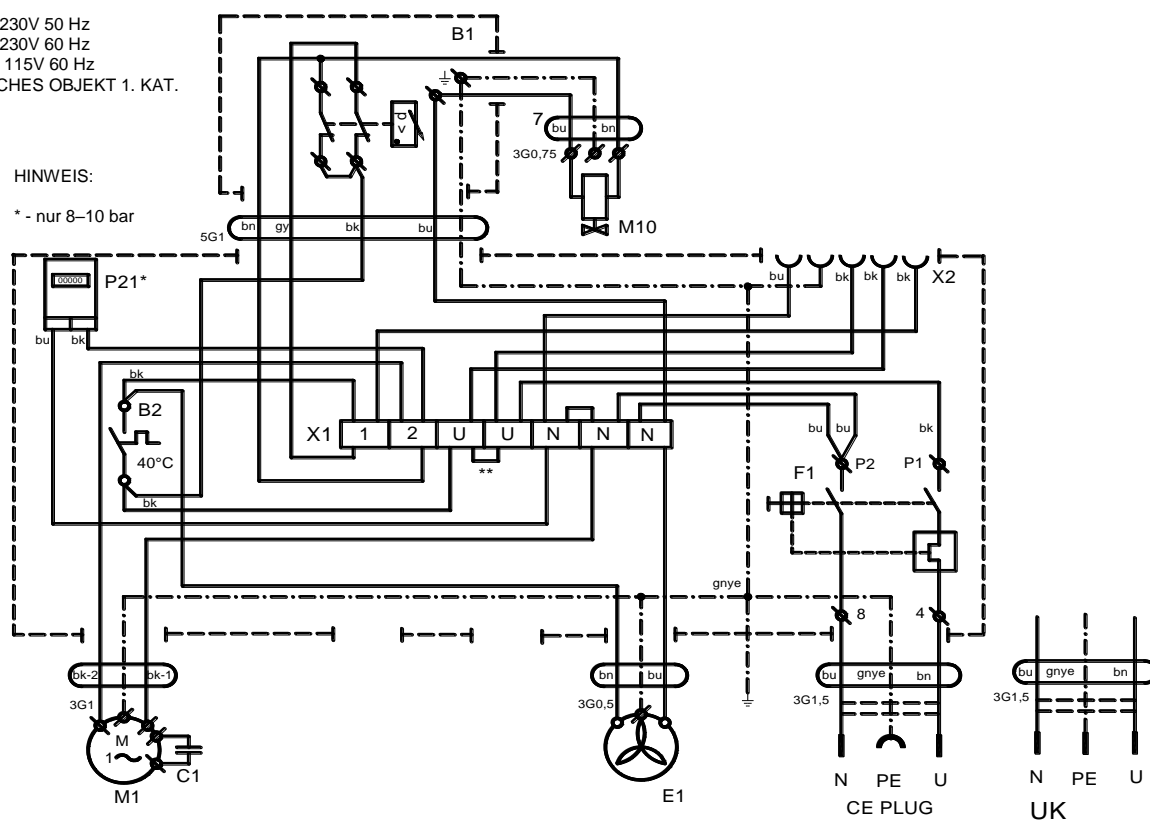 230V 50 Hz
230V 60 Hz
115V 60 Hz
CHES OBJEKT 1. KAT.
B1
HINWEIS:
* - nur 8–10 bar
7
bu bn
3G0,75
M10
bn gy bk bu
5G1
P21*
00000
bu bk
bu bk bk bk
X2
bk
B2
40°C
bk
X1 1 2 U U N N N
**
bu bu bk
F1 P2 P1
gnye
8 4
bk-2 bk-1
3G1
bn bu
3G0,5
bu gnye bn
3G1,5
bu gnye bn
3G1,5
M
1
C1
M1
E1
N PE U
CE PLUG
N PE U
UK